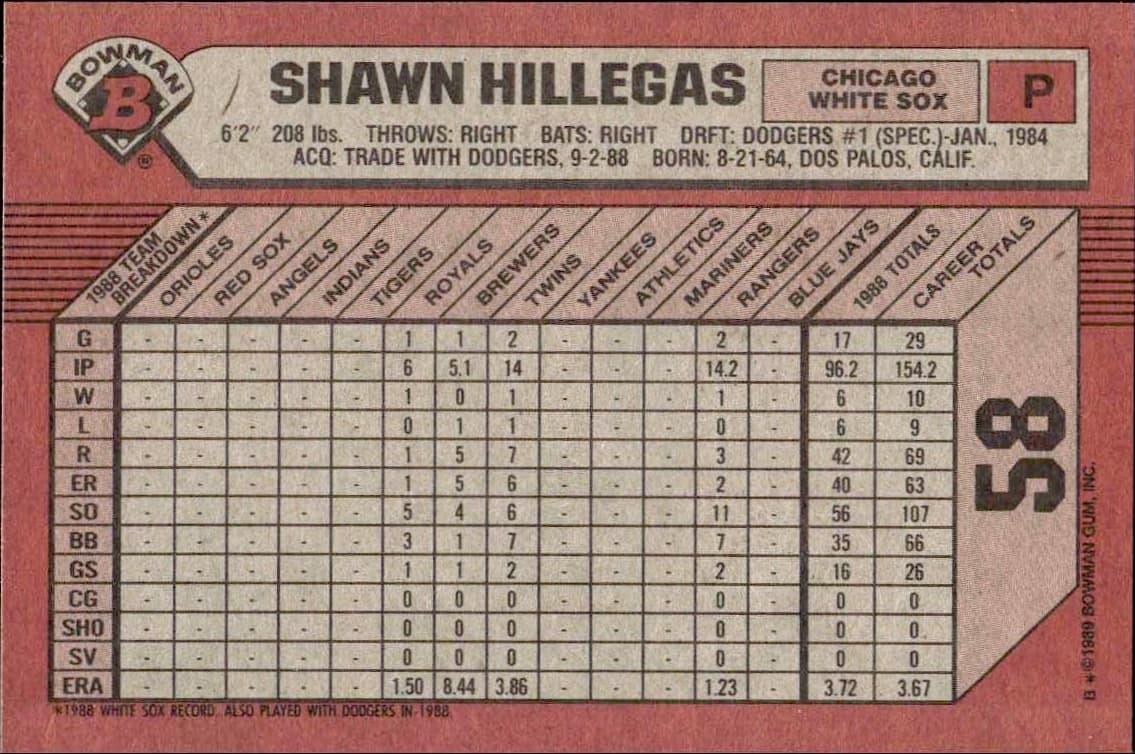 BOWMAN
B
®
SHAWN HILLEGAS
CHICAGO
WHITE SOX
P
6'2" 208 lbs. THROWS: RIGHT BATS: RIGHT DRFT: DODGERS #1 (SPEC.)-JAN., 1984
ACQ: TRADE WITH DODGERS, 9-2-88 BORN: 8-21-64, DOS PALOS, CALIF.
1988 TEAM
BREAKDOWN*
ORIOLES
RED SOX
ANGELS
INDIANS
TIGERS
ROYALS
BREWERS
TWINS
YANKEES
ATHLETICS
MARINERS
RANGERS
BLUE JAYS
1988 TOTALS
CAREER
TOTALS
G - - - - - 1 1 2 - - - 2 - 17 29
IP - - - - - 6 5.1 14 - - - 14.2 - 96.2 154.2
W - - - - - 1 0 1 - - - 1 - 6 10
L - - - - - 0 1 1 - - - 0 - 6 9
R - - - - - 1 5 7 - - - 3 - 42 69
ER - - - - - 1 5 6 - - - 2 - 40 63
SO - - - - - 5 4 6 - - - 11 - 56 107
BB - - - - - 3 1 7 - - - 7 - 35 66
GS - - - - - 1 1 2 - - - 2 - 16 26
CG - - - - - 0 0 0 - - - 0 - 0 0
SHO - - - - - 0 0 0 - - - 0 - 0 0
SV - - - - - 0 0 0 - - - 0 - 0 0
ERA - - - - - 1.50 8.44 3.86 - - - 1.23 - 3.72 3.67
58
*1988 WHITE SOX RECORD. ALSO PLAYED WITH DODGERS IN 1988.
B *©1989 BOWMAN GUM, INC.